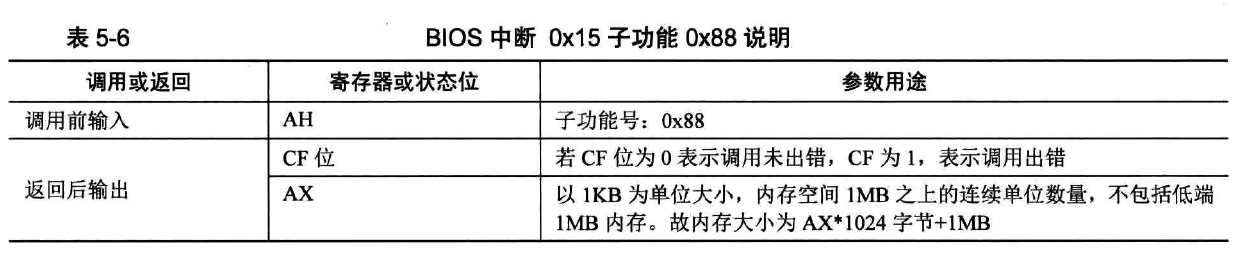 表 5-6 BIOS 中断 0x15 子功能 0x88 说明
调用或返回 寄存器或状态位 参数用途
调用前输入 AH 子功能号：0x88
返回后输出 CF 位 若 CF 位为 0 表示调用未出错，CF 为 1，表示调用出错
AX 以 1KB 为单位大小，内存空间 1MB 之上的连续单位数量，不包括低端
1MB 内存。故内存大小为 AX*1024 字节+1MB